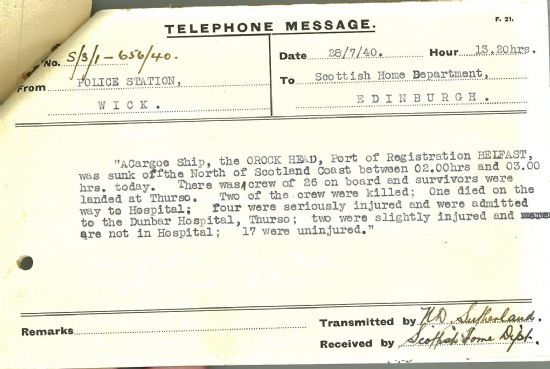 TELEPHONE MESSAGE.
F. 21.
No. S/3/1-656/40.
From POLICE STATION,
WICK.
Date 28/7/40. Hour 13.20hrs.
To Scottish Home Department,
EDINBURGH.
"ACargoe Ship, the OROCK HEAD, Port of Registration BELFAST,
was sunk offthe North of Scotland Coast between 02.00hrs and 03.00
hrs. today. There was crew of 26 on board and survivors were
landed at Thurso. Two of the crew were killed; One died on the
way to Hospital; four were seriously injured and were admitted
to the Dunbar Hospital, Thurso; two were slightly injured and
are not in Hospital; 17 were uninjured."
Remarks
Transmitted by N.D. Sutherland.
Received by Scottish Home Dept.